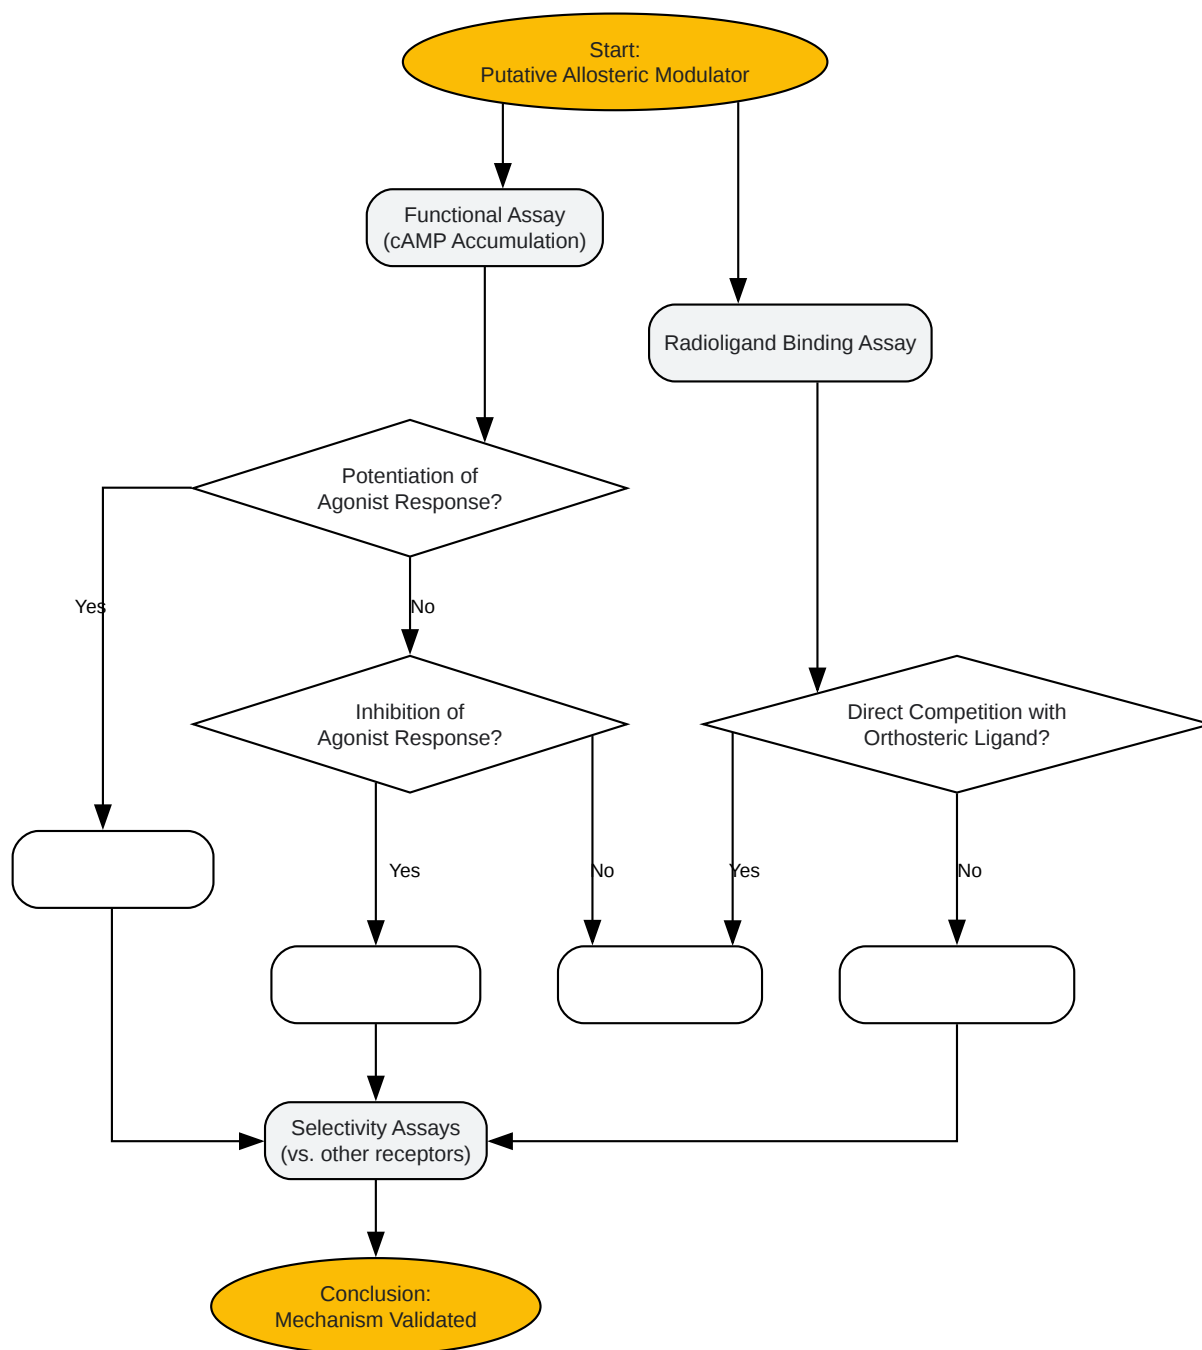 Start:
Putative Allosteric Modulator
Functional Assay
(cAMP Accumulation)
Radioligand Binding Assay
Potentiation of
Agonist Response?
Yes
No
Inhibition of
Agonist Response?
Direct Competition with
Orthosteric Ligand?
Yes
No
Yes
No
Selectivity Assays
(vs. other receptors)
Conclusion:
Mechanism Validated